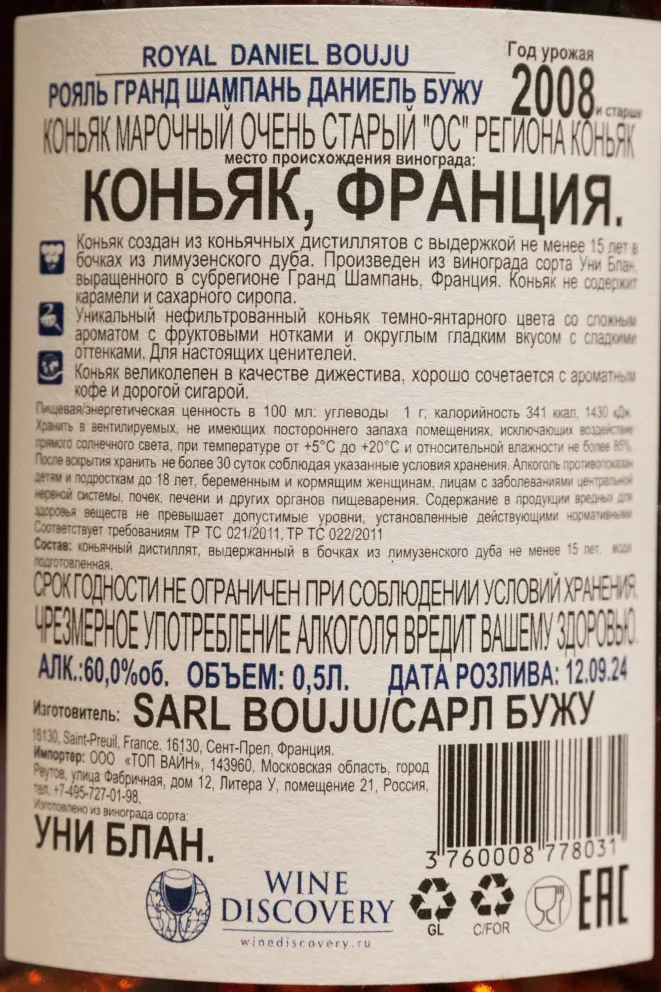 ROYAL DANIEL BOUJU
Год урожая
РОЯЛЬ ГРАНД ШАМПАНЬ ДАНИЕЛЬ БУЖУ
2008 и старше
КОНЬЯК МАРОЧНЫЙ ОЧЕНЬ СТАРЫЙ "ОС" РЕГИОНА КОНЬЯК
место происхождения винограда:
КОНЬЯК, ФРАНЦИЯ.
Коньяк создан из коньячных дистиллятов с выдержкой не менее 15 лет в
бочках из лимузенского дуба. Произведен из винограда сорта Уни Блан,
выращенного в субрегионе Гранд Шампань, Франция. Коньяк не содержит
карамели и сахарного сиропа.
Уникальный нефильтрованный коньяк темно-янтарного цвета со сложным
ароматом с фруктовыми нотками и округлым гладким вкусом с сладкими
оттенками. Для настоящих ценителей.
Коньяк великолепен в качестве дижестива, хорошо сочетается с ароматным
кофе и дорогой сигарой.
Пищевая/энергетическая ценность в 100 мл: углеводы 1 г; калорийность 341 ккал, 1430 кДж.
Хранить в вентилируемых, не имеющих постороннего запаха помещениях, исключающих воздействие
прямого солнечного света, при температуре от +5°С до +20°С и относительной влажности не более 85%.
После вскрытия хранить не более 30 суток соблюдая указанные условия хранения. Алкоголь противопоказан
детям и подросткам до 18 лет, беременным и кормящим женщинам, лицам с заболеваниями центральной
нервной системы, почек, печени и других органов пищеварения. Содержание в продукции вредных для
здоровья веществ не превышает допустимые уровни, установленные действующими нормативными
Соответствует требованиям ТР ТС 021/2011, ТР ТС 022/2011
Состав: коньячный дистиллят, выдержанный в бочках из лимузенского дуба не менее 15 лет, вода
подготовленная.
СРОК ГОДНОСТИ НЕ ОГРАНИЧЕН ПРИ СОБЛЮДЕНИИ УСЛОВИЙ ХРАНЕНИЯ.
ЧРЕЗМЕРНОЕ УПОТРЕБЛЕНИЕ АЛКОГОЛЯ ВРЕДИТ ВАШЕМУ ЗДОРОВЬЮ.
АЛК.:60,0%об. ОБЪЕМ: 0,5Л. ДАТА РОЗЛИВА: 12.09.24
Изготовитель: SARL BOUJU/САРЛ БУЖУ
16130, Saint-Preuil, France. 16130, Сент-Прел, Франция.
Импортер: ООО «ТОП ВАЙН», 143960, Московская область, город
Реутов, улица Фабричная, дом 12, Литера У, помещение 21, Россия,
тел. +7-495-727-01-98.
Изготовлено из винограда сорта:
УНИ БЛАН.
3 760008 778031
WINE
DISCOVERY
winediscovery.ru
GL
C/FOR
EAC